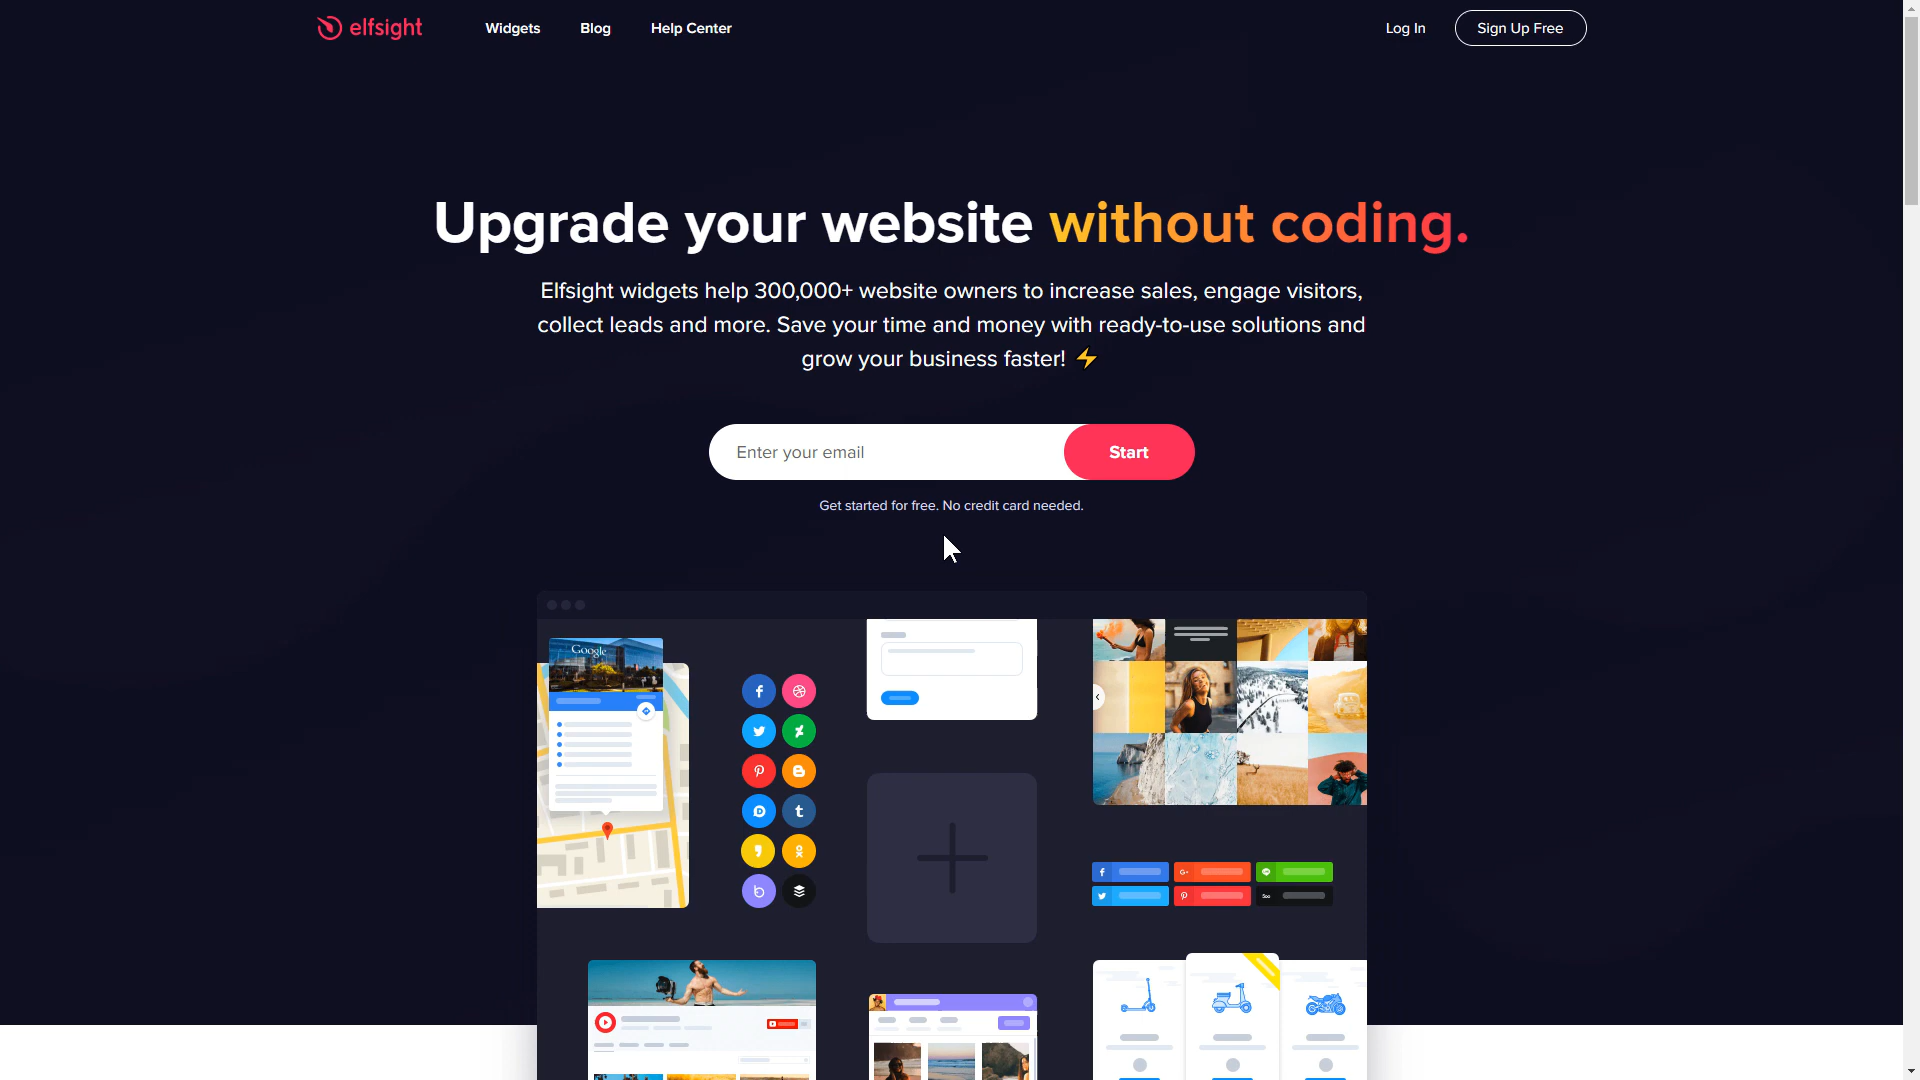 elfsight
Widgets
Blog
Help Center
Log In
Sign Up Free
Upgrade your website without coding.
Elfsight widgets help 300,000+ website owners to increase sales, engage visitors,
collect leads and more. Save your time and money with ready-to-use solutions and
grow your business faster! ⚡
Enter your email
Start
Get started for free. No credit card needed.
Google